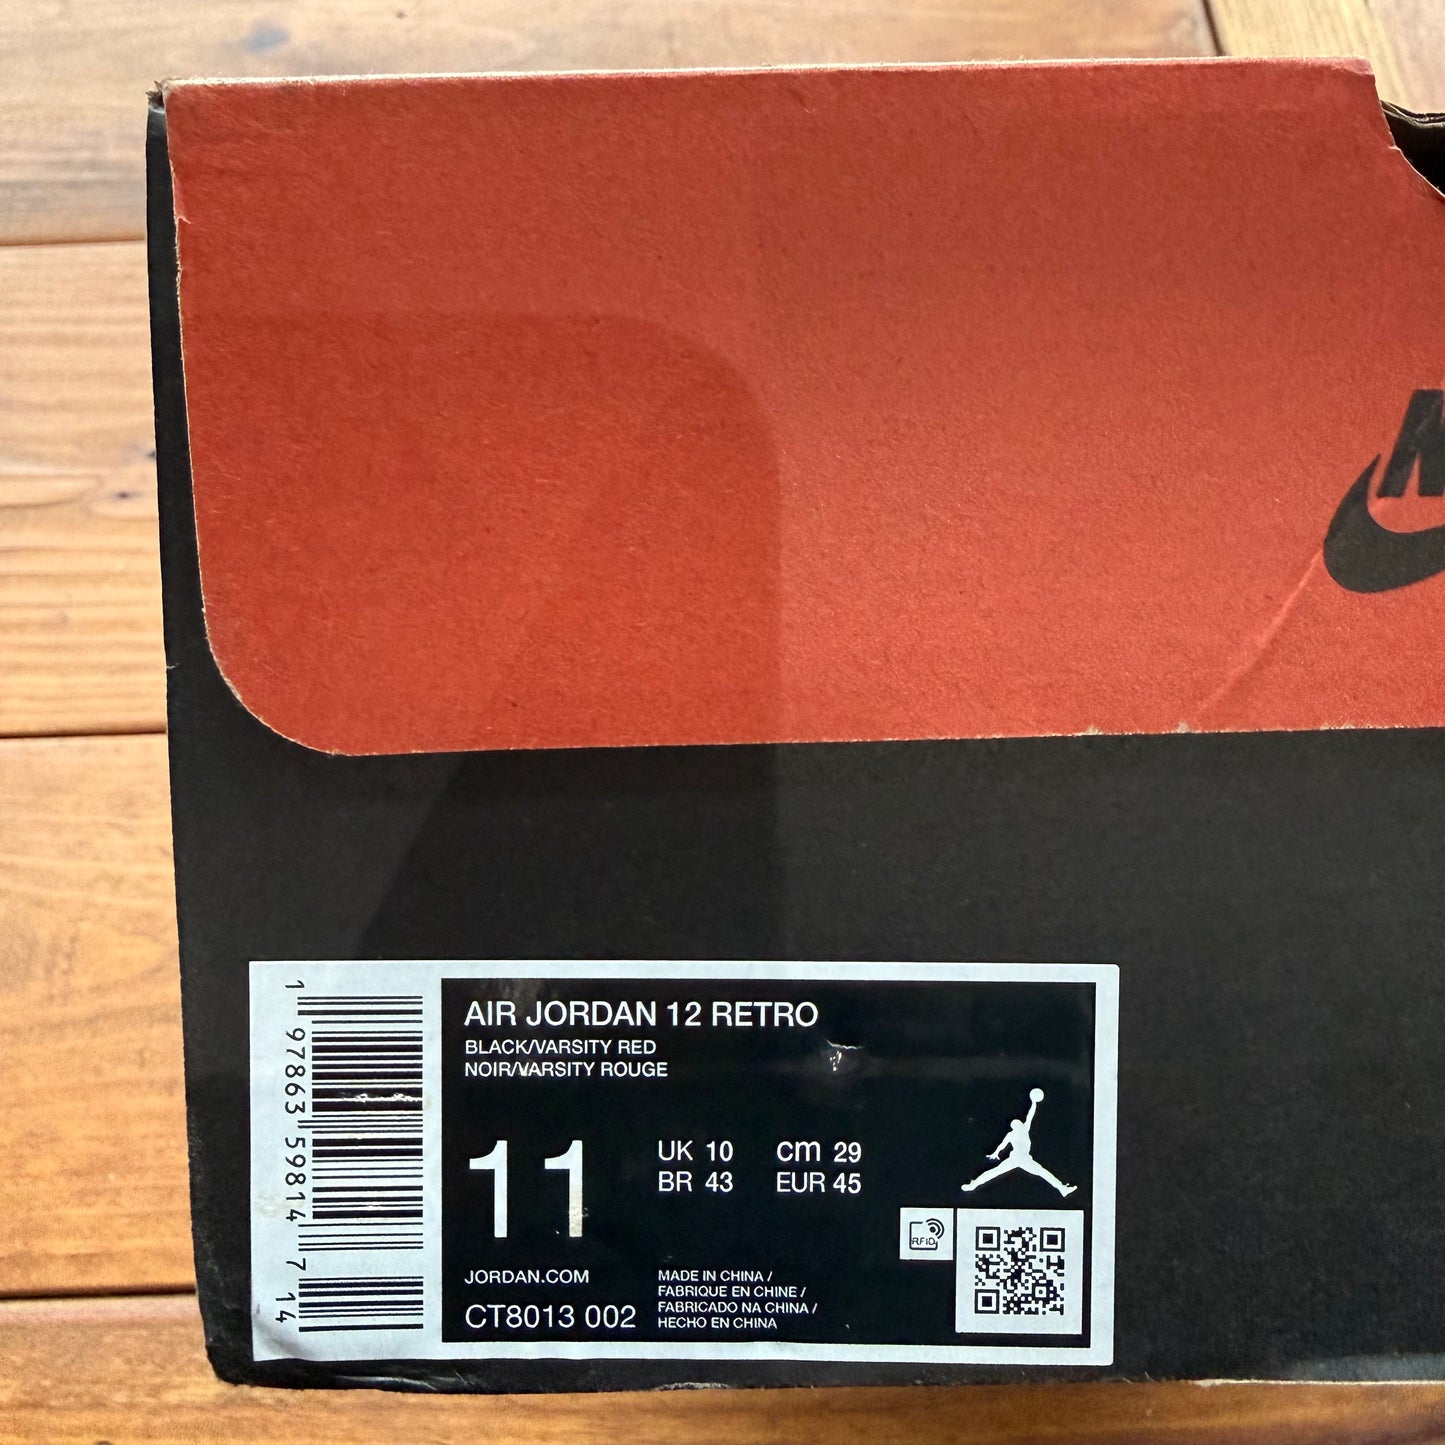 AIR JORDAN 12 RETRO
BLACK/VARSITY RED
NOIR/VARSITY ROUGE
11
UK 10 cm 29
BR 43 EUR 45
RFID
JORDAN.COM
CT8013 002
MADE IN CHINA /
FABRIQUE EN CHINE /
FABRICADO NA CHINA /
HECHO EN CHINA
1 97863 59814 7 14